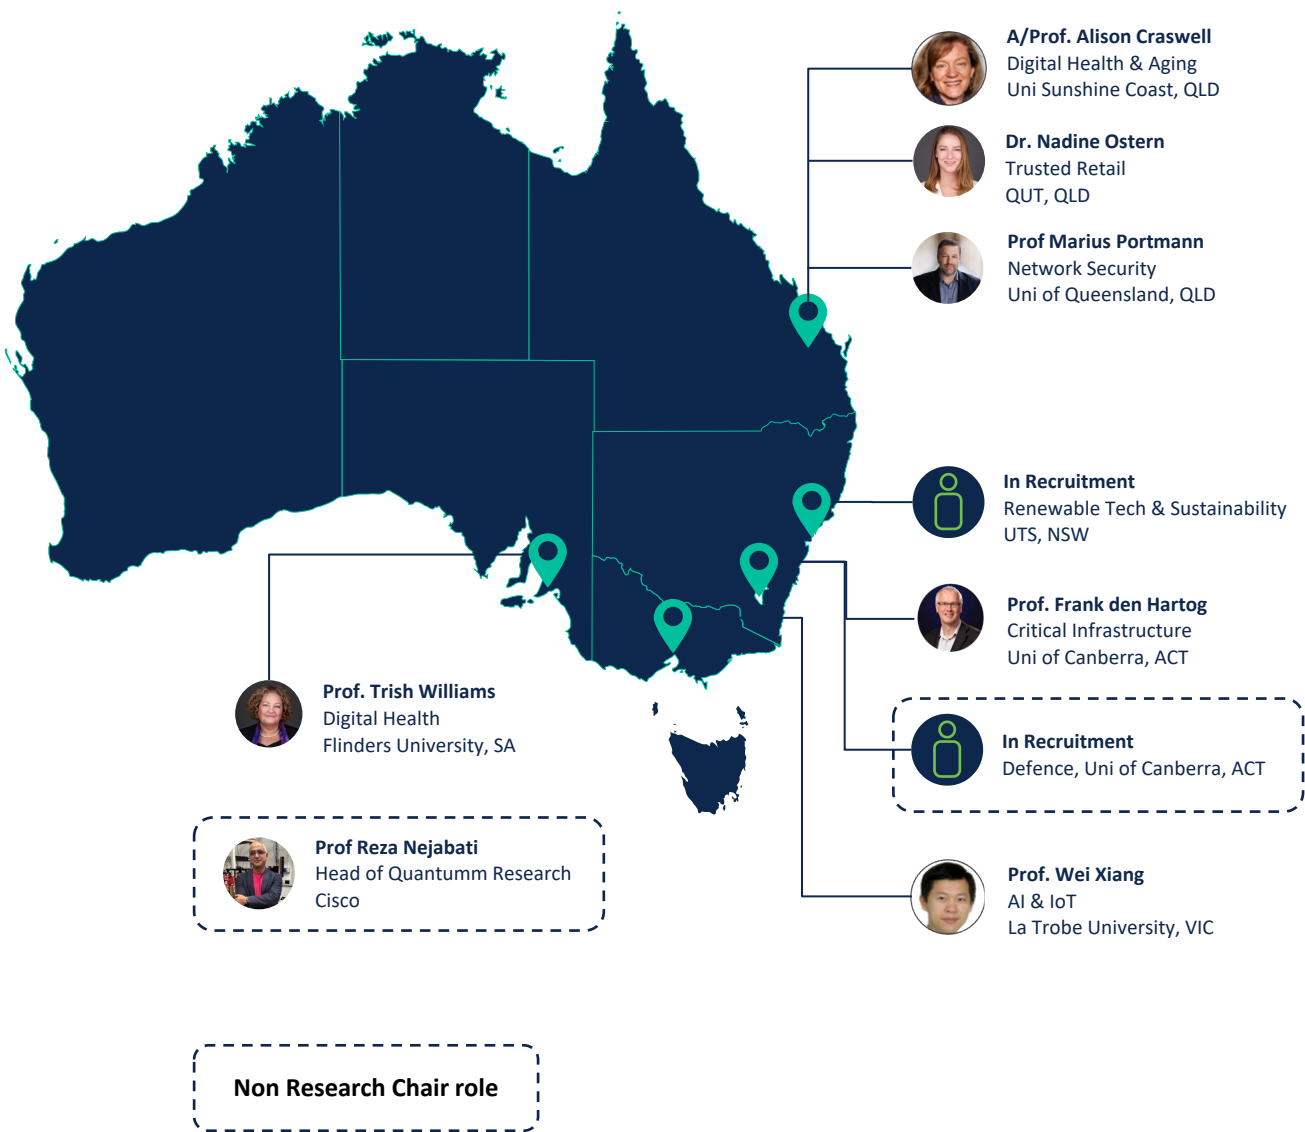 A/Prof. Alison Craswell
Digital Health & Aging
Uni Sunshine Coast, QLD
Dr. Nadine Ostern
Trusted Retail
QUT, QLD
Prof Marius Portmann
Network Security
Uni of Queensland, QLD
In Recruitment
Renewable Tech & Sustainability
UTS, NSW
Prof. Frank den Hartog
Critical Infrastructure
Uni of Canberra, ACT
In Recruitment
Defence, Uni of Canberra, ACT
Prof. Wei Xiang
AI & IoT
La Trobe University, VIC
Prof. Trish Williams
Digital Health
Flinders University, SA
Prof Reza Nejabati
Head of Quantumm Research
Cisco
Non Research Chair role